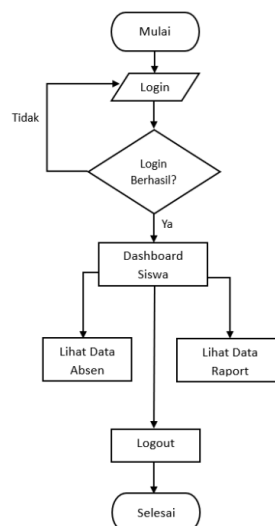 Mulai
Login
Tidak
Login
Berhasil?
Ya
Dashboard
Siswa
Lihat Data
Absen
Lihat Data
Raport
Logout
Selesai